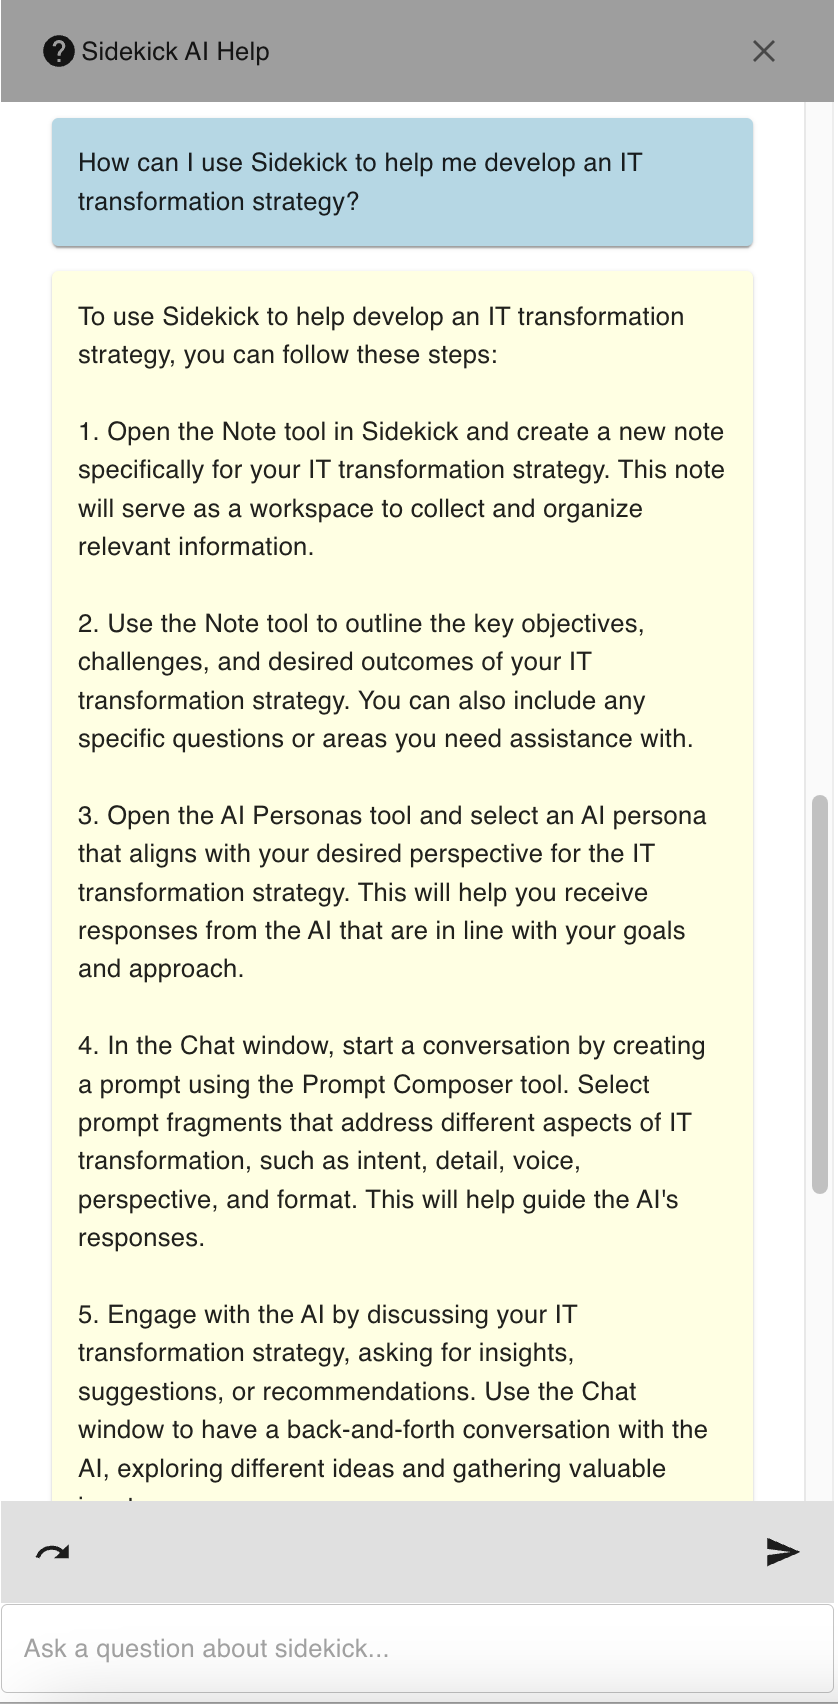 Sidekick AI Help
How can I use Sidekick to help me develop an IT
transformation strategy?
To use Sidekick to help develop an IT transformation
strategy, you can follow these steps:
1. Open the Note tool in Sidekick and create a new note
specifically for your IT transformation strategy. This note
will serve as a workspace to collect and organize
relevant information.
2. Use the Note tool to outline the key objectives,
challenges, and desired outcomes of your IT
transformation strategy. You can also include any
specific questions or areas you need assistance with.
3. Open the AI Personas tool and select an AI persona
that aligns with your desired perspective for the IT
transformation strategy. This will help you receive
responses from the AI that are in line with your goals
and approach.
4. In the Chat window, start a conversation by creating
a prompt using the Prompt Composer tool. Select
prompt fragments that address different aspects of IT
transformation, such as intent, detail, voice,
perspective, and format. This will help guide the AI's
responses.
5. Engage with the AI by discussing your IT
transformation strategy, asking for insights,
suggestions, or recommendations. Use the Chat
window to have a back-and-forth conversation with the
AI, exploring different ideas and gathering valuable
Ask a question about sidekick...